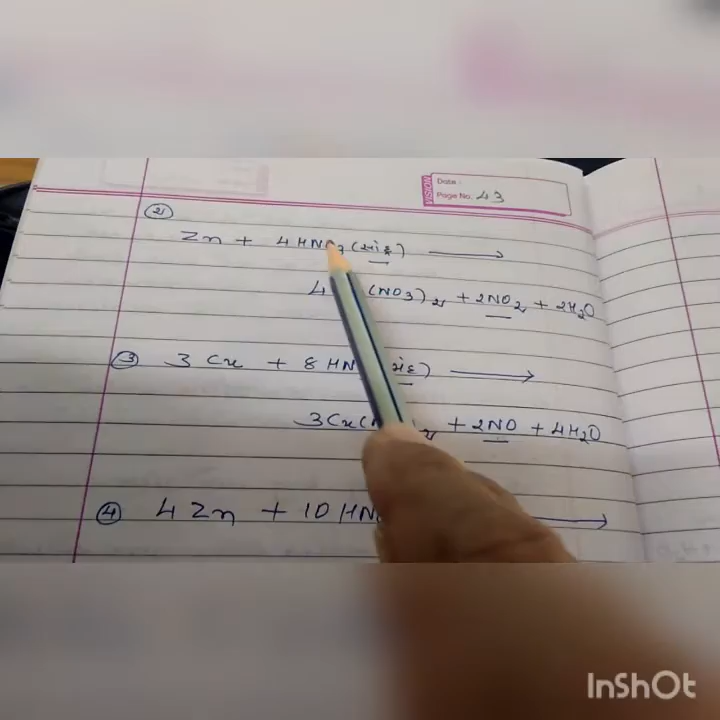 Date :
VISION Page No. 43
②
Zn + 4HNO3 (સાંદ્ર) ⟶
(NO3)2 + 2NO2 + 2H2O
③ 3Cu + 8HN ⟶
3Cu( + 2NO + 4H2O
④ 4Zn + 10HN ⟶
InShOt